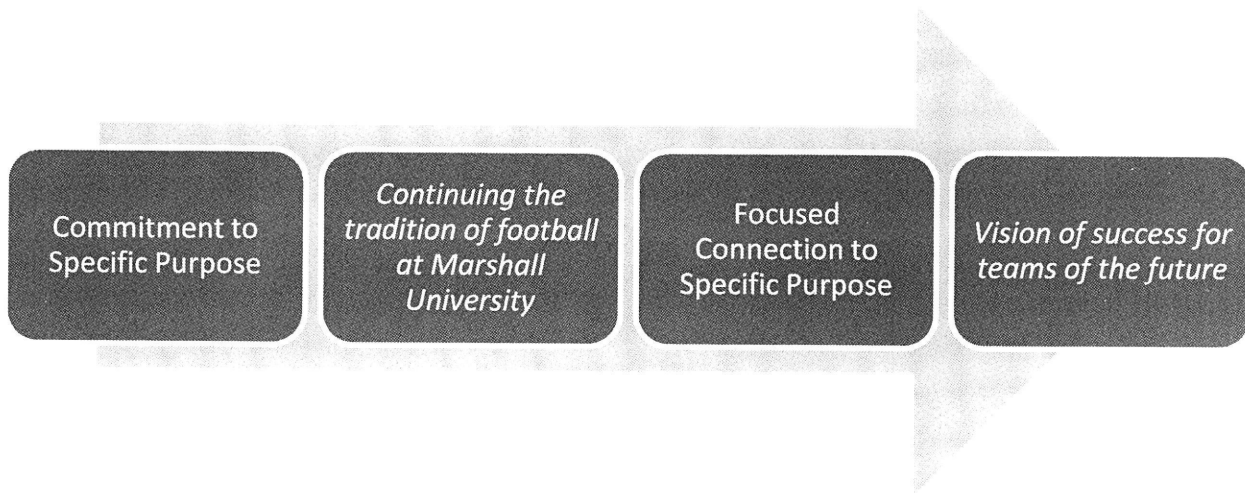 Commitment to
Specific Purpose
Continuing the
tradition of football
at Marshall
University
Focused
Connection to
Specific Purpose
Vision of success for
teams of the future